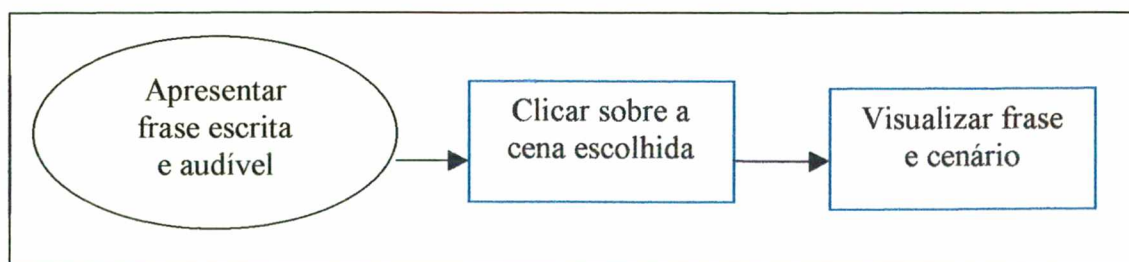 Apresentar
frase escrita
e audível
Clicar sobre a
cena escolhida
Visualizar frase
e cenário